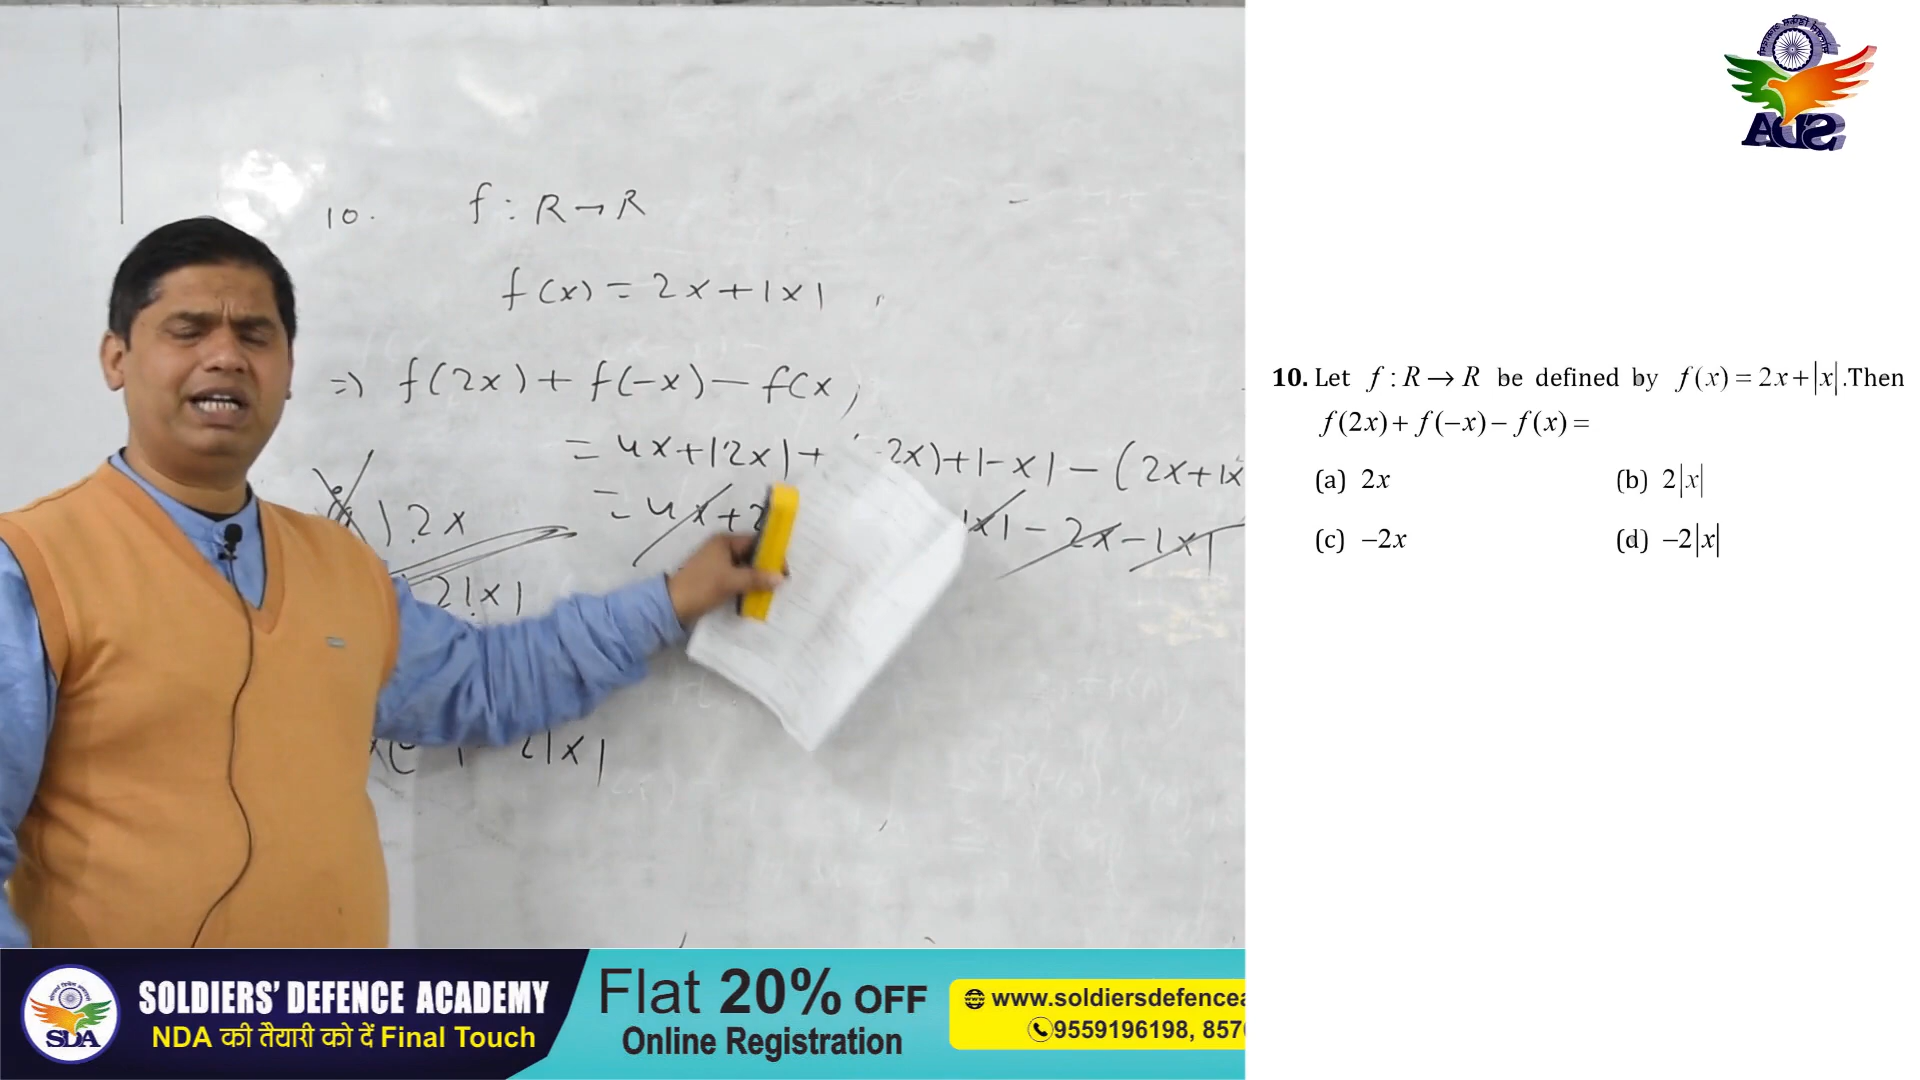 10. f : R → R
f(x) = 2x + |x|
⇒ f(2x) + f(-x) - f(x)
= 4x + |2x| + 2x) + |-x| - (2x + |x
= 4x + 2 |x| - 2x - |x|
) 2x
2|x|
2|x|
SDA
10. Let f : R → R be defined by f(x) = 2x + |x|. Then
f(2x) + f(−x) − f(x) =
(a) 2x (b) 2|x|
(c) −2x (d) −2|x|
SDA
SOLDIERS' DEFENCE ACADEMY
NDA की तैयारी को दें Final Touch
Flat 20% OFF
Online Registration
www.soldiersdefencea
9559196198, 857